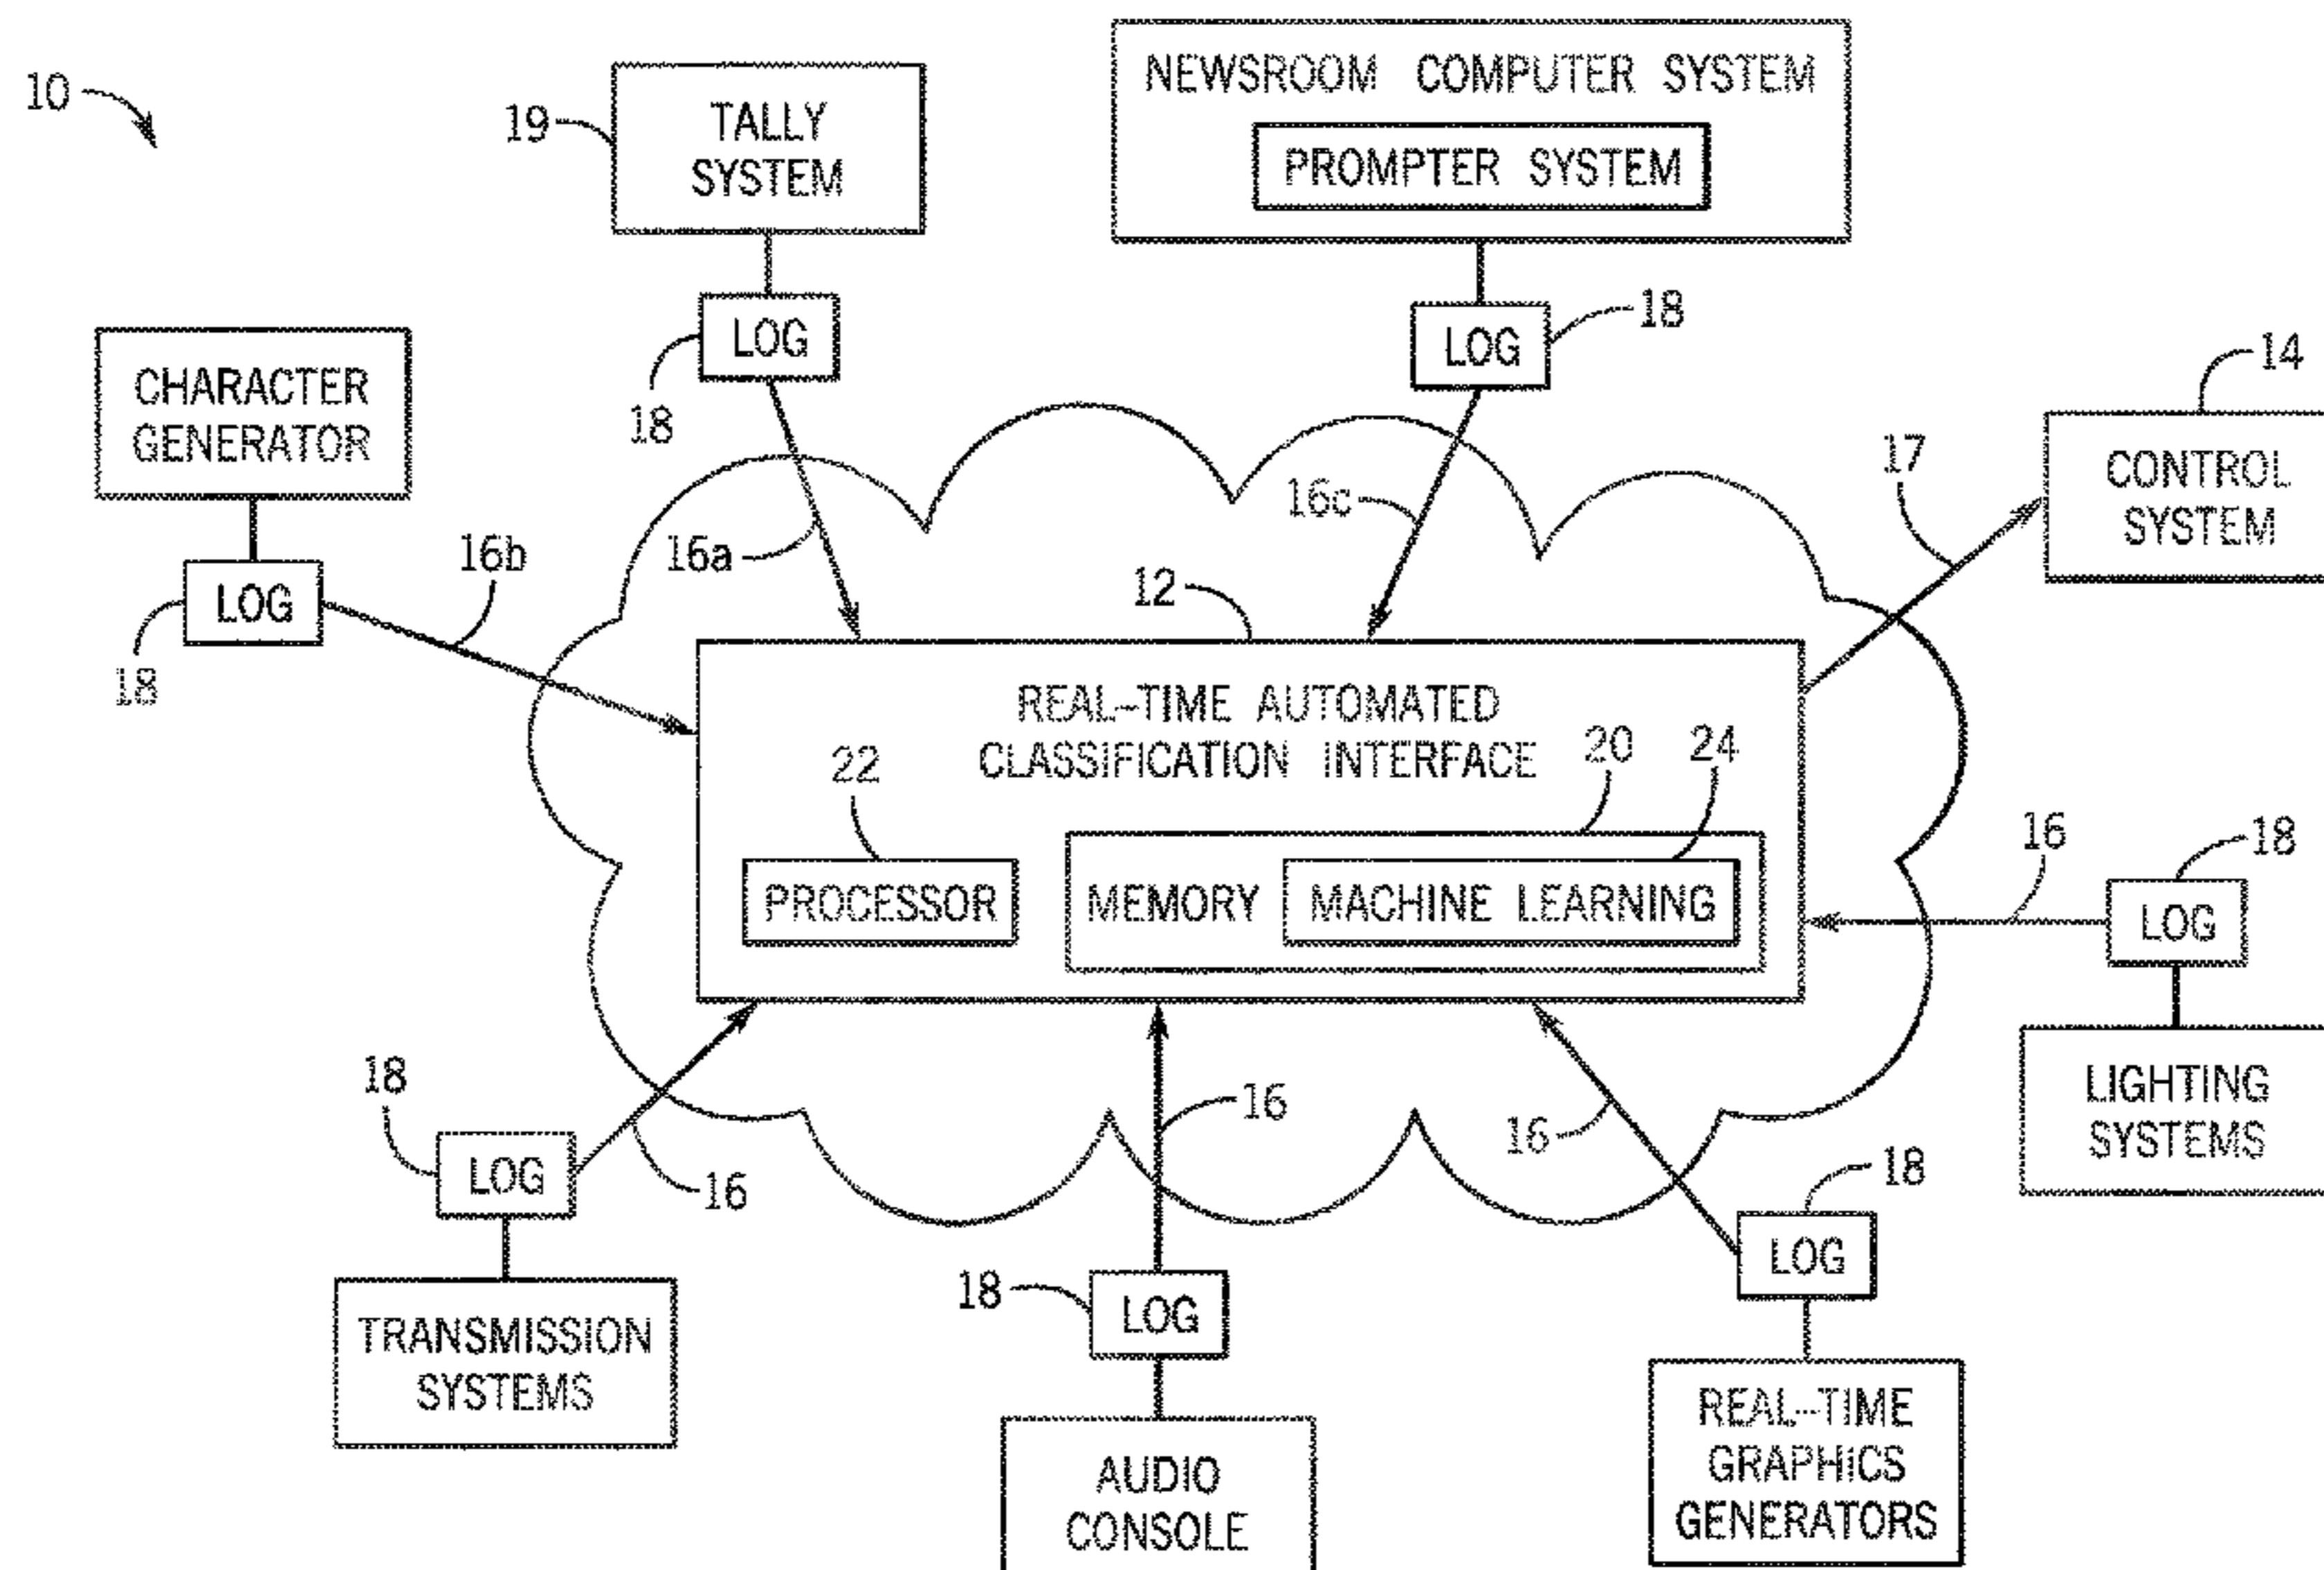 10
19
TALLY
SYSTEM
NEWSROOM COMPUTER SYSTEM
PROMPTER SYSTEM
LOG
18
LOG
18
CHARACTER
GENERATOR
14
CONTROL
SYSTEM
17
LOG
18
16b
16a
16c
12
REAL-TIME AUTOMATED
CLASSIFICATION INTERFACE
22
20
24
PROCESSOR
MEMORY
MACHINE LEARNING
16
18
LOG
LIGHTING
SYSTEMS
18
LOG
16
TRANSMISSION
SYSTEMS
16
18
LOG
AUDIO
CONSOLE
16
18
LOG
REAL-TIME
GRAPHICS
GENERATORS